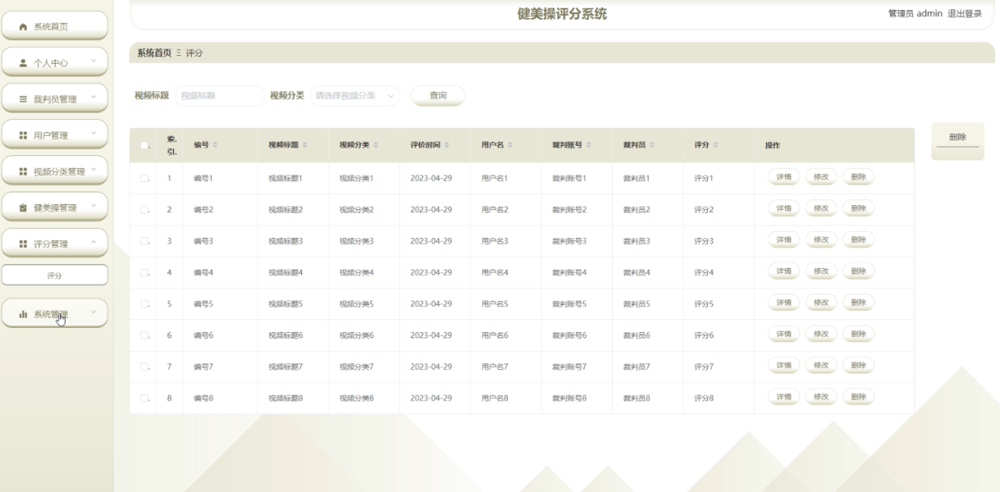 健美操评分系统
管理员 admin 退出登录
系统首页
个人中心
裁判员管理
用户管理
视频分类管理
健美操管理
评分管理
评分
系统管理
系统首页 Ξ 评分
视频标题 视频标题 视频分类 请选择视频分类 查询
索. 引. 编号 视频标题 视频分类 评价时间 用户名 裁判账号 裁判员 评分 操作
删除
1 编号1 视频标题1 视频分类1 2023-04-29 用户名1 裁判账号1 裁判员1 评分1 详情 修改 删除
2 编号2 视频标题2 视频分类2 2023-04-29 用户名2 裁判账号2 裁判员2 评分2 详情 修改 删除
3 编号3 视频标题3 视频分类3 2023-04-29 用户名3 裁判账号3 裁判员3 评分3 详情 修改 删除
4 编号4 视频标题4 视频分类4 2023-04-29 用户名4 裁判账号4 裁判员4 评分4 详情 修改 删除
5 编号5 视频标题5 视频分类5 2023-04-29 用户名5 裁判账号5 裁判员5 评分5 详情 修改 删除
6 编号6 视频标题6 视频分类6 2023-04-29 用户名6 裁判账号6 裁判员6 评分6 详情 修改 删除
7 编号7 视频标题7 视频分类7 2023-04-29 用户名7 裁判账号7 裁判员7 评分7 详情 修改 删除
8 编号8 视频标题8 视频分类8 2023-04-29 用户名8 裁判账号8 裁判员8 评分8 详情 修改 删除